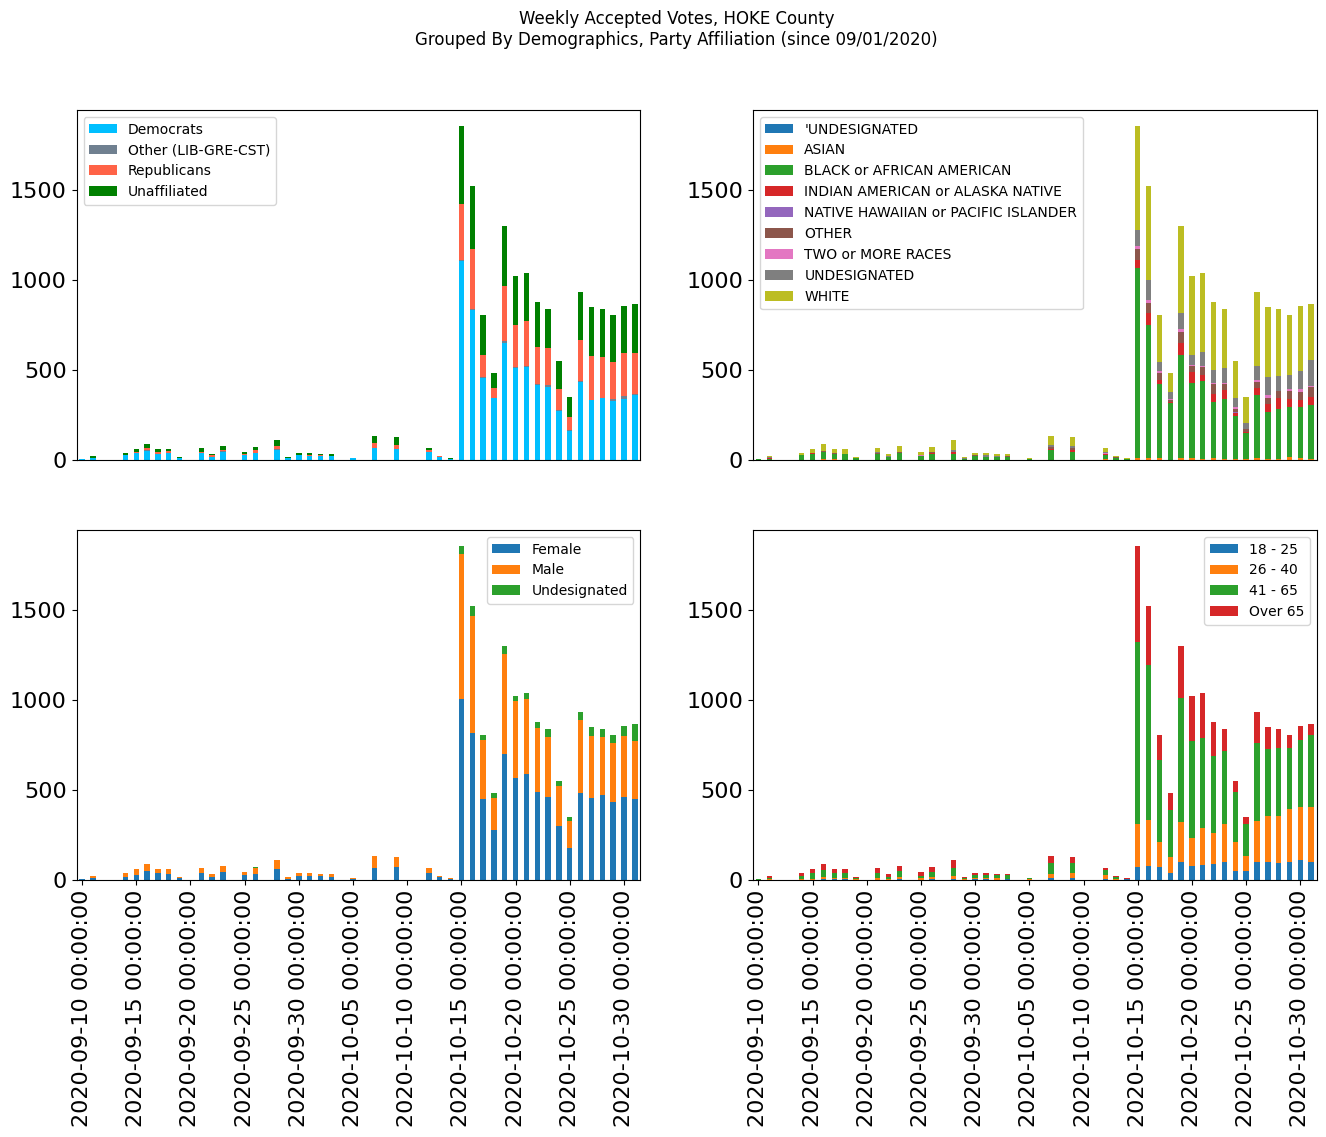 Weekly Accepted Votes, HOKE County
Grouped By Demographics, Party Affiliation (since 09/01/2020)
Democrats
Other (LIB-GRE-CST)
Republicans
Unaffiliated
1500
1000
500
0
'UNDESIGNATED
ASIAN
BLACK or AFRICAN AMERICAN
INDIAN AMERICAN or ALASKA NATIVE
NATIVE HAWAIIAN or PACIFIC ISLANDER
OTHER
TWO or MORE RACES
UNDESIGNATED
WHITE
1500
1000
500
0
Female
Male
Undesignated
1500
1000
500
0
2020-09-10 00:00:00
2020-09-15 00:00:00
2020-09-20 00:00:00
2020-09-25 00:00:00
2020-09-30 00:00:00
2020-10-05 00:00:00
2020-10-10 00:00:00
2020-10-15 00:00:00
2020-10-20 00:00:00
2020-10-25 00:00:00
2020-10-30 00:00:00
18 - 25
26 - 40
41 - 65
Over 65
1500
1000
500
0
2020-09-10 00:00:00
2020-09-15 00:00:00
2020-09-20 00:00:00
2020-09-25 00:00:00
2020-09-30 00:00:00
2020-10-05 00:00:00
2020-10-10 00:00:00
2020-10-15 00:00:00
2020-10-20 00:00:00
2020-10-25 00:00:00
2020-10-30 00:00:00